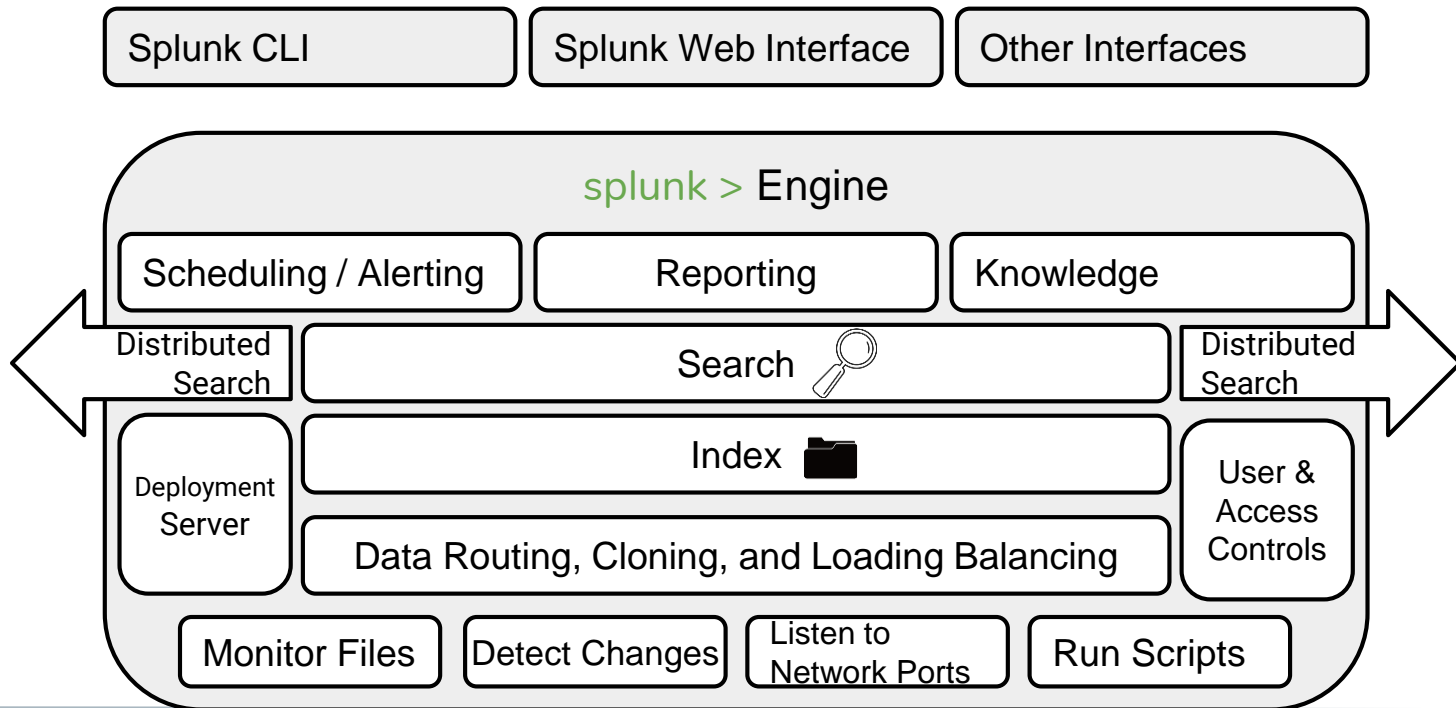 Splunk CLI
Splunk Web Interface
Other Interfaces
splunk > Engine
Scheduling / Alerting
Reporting
Knowledge
Distributed
Search
Search
Distributed
Search
Deployment
Server
Index
User &
Access
Controls
Data Routing, Cloning, and Loading Balancing
Monitor Files
Detect Changes
Listen to
Network Ports
Run Scripts